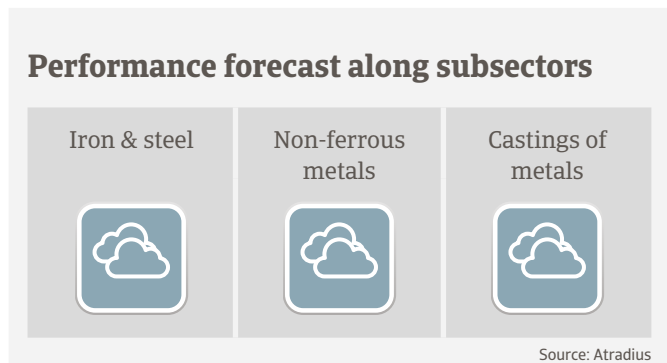 Performance forecast along subsectors
Iron & steel
Non-ferrous
metals
Castings of
metals
Source: Atradius